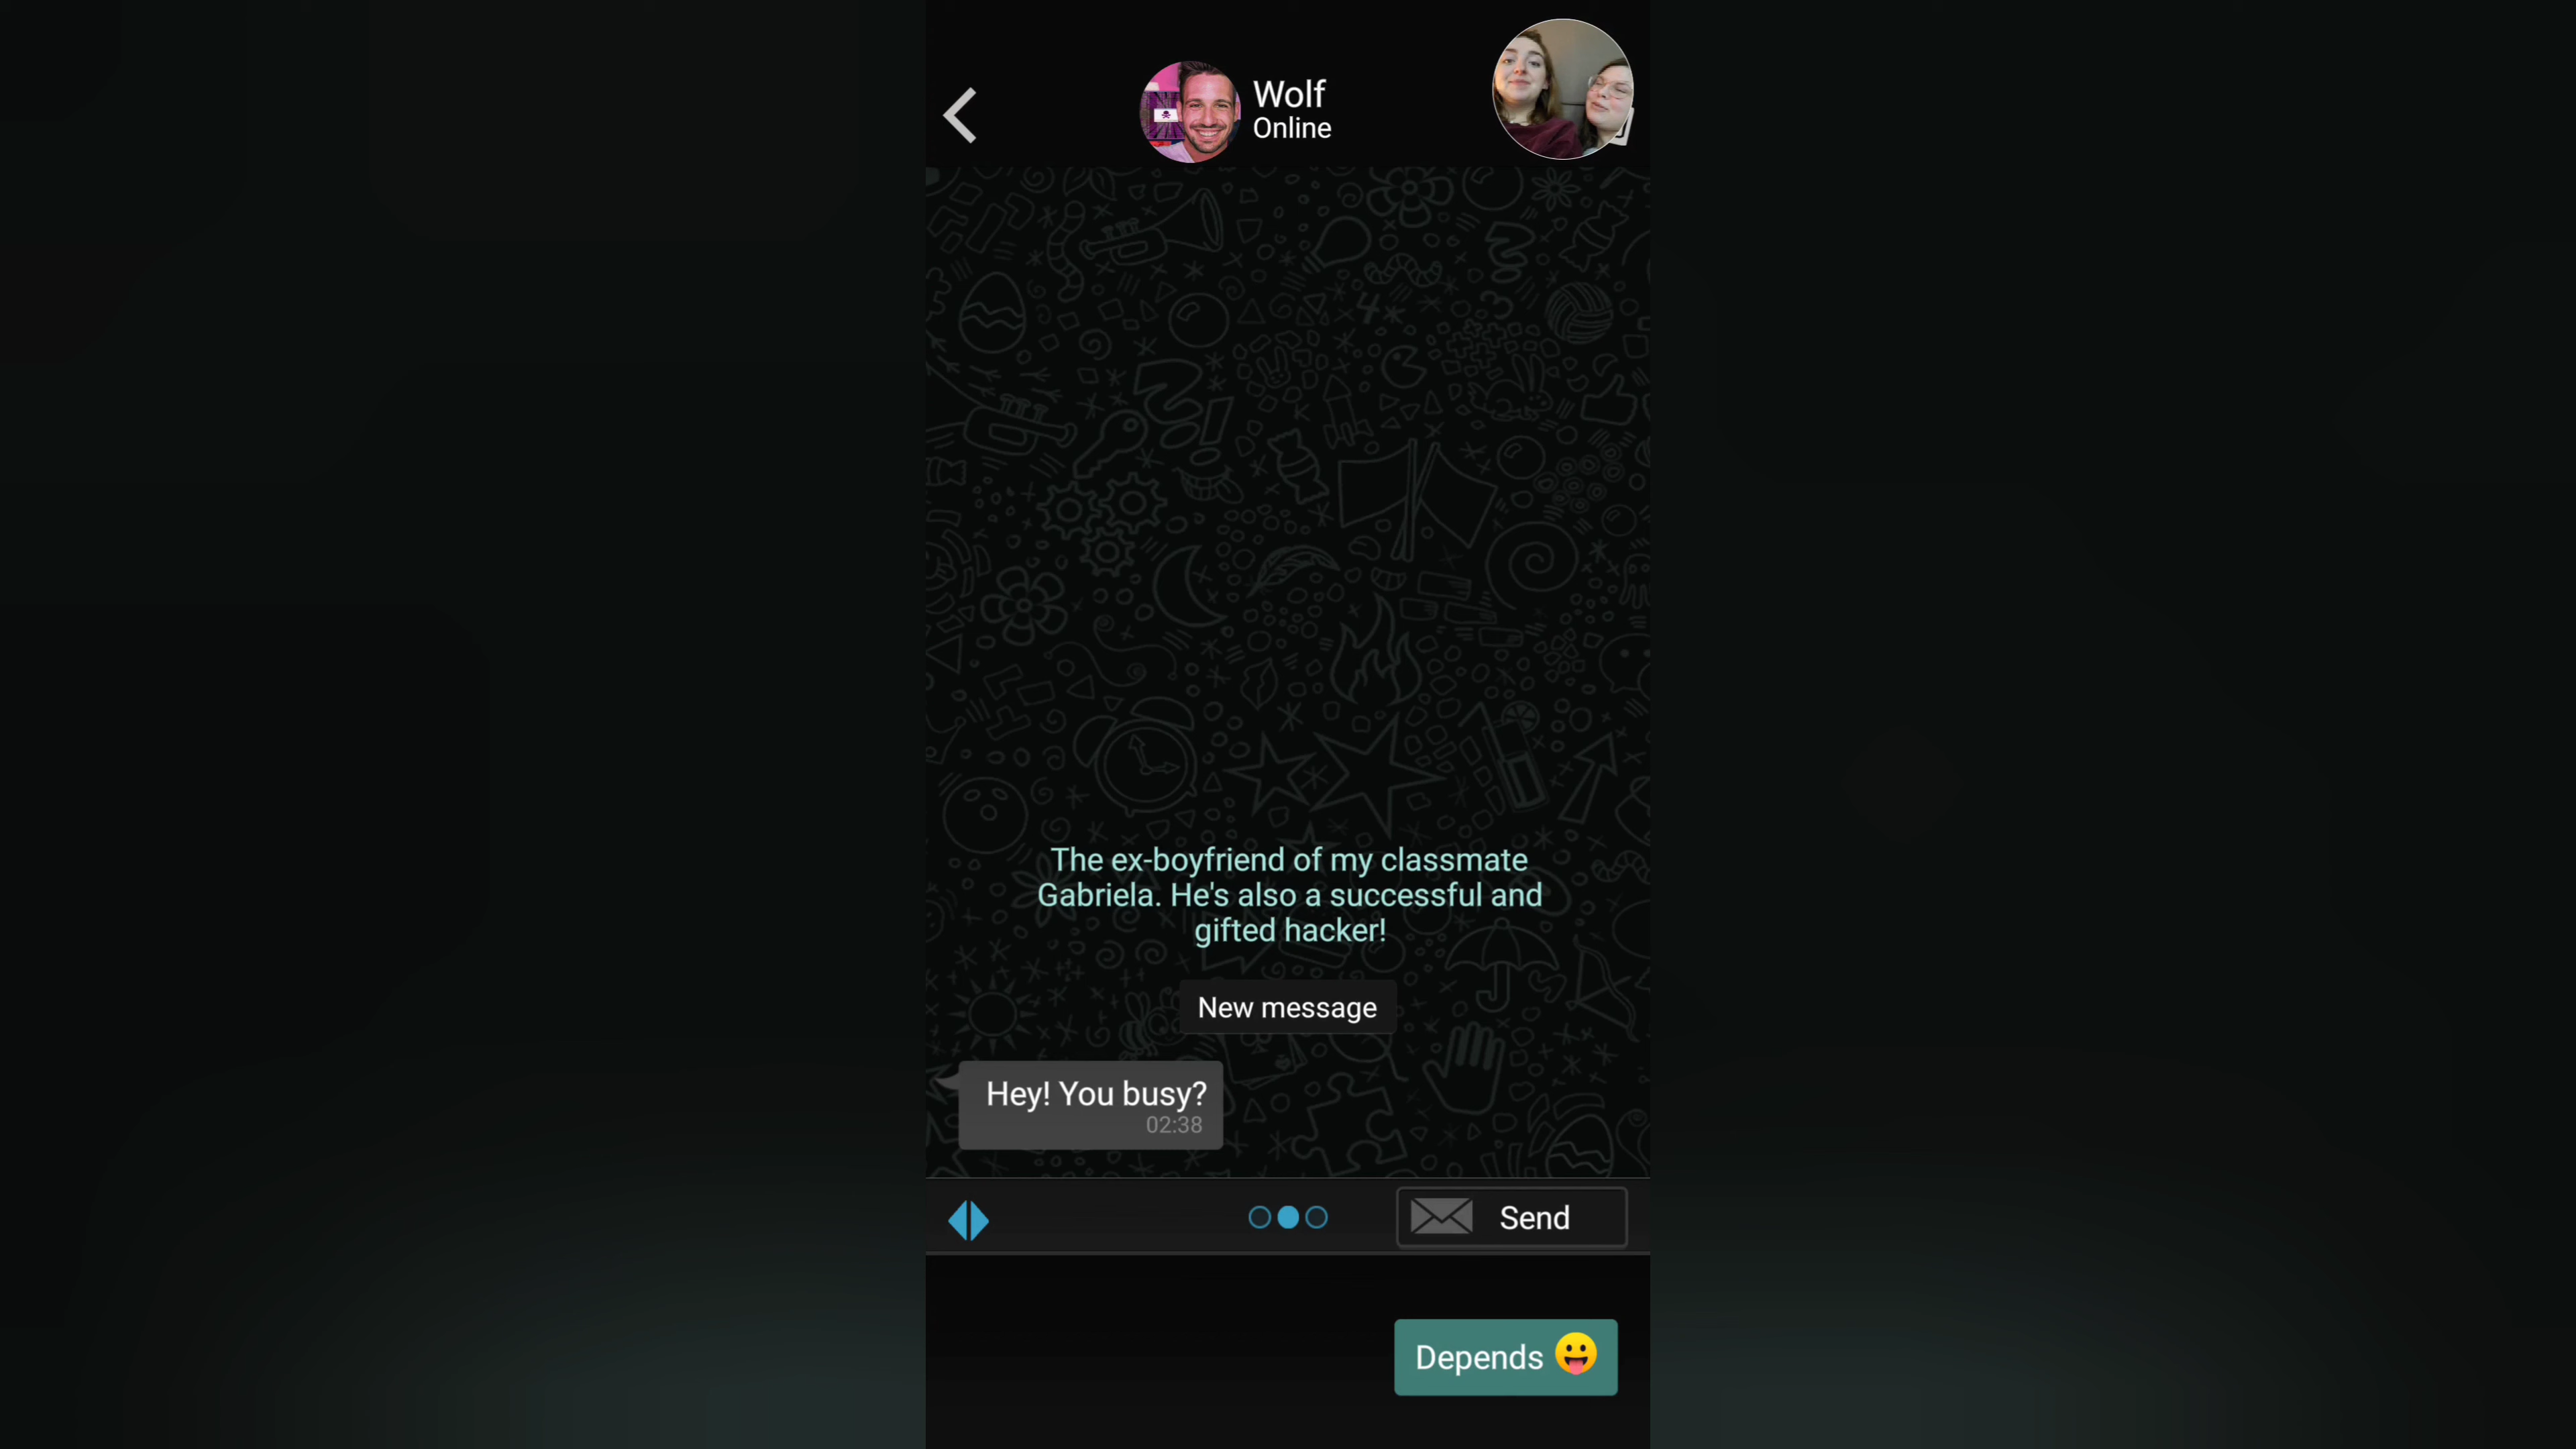 Wolf
Online
The ex-boyfriend of my classmate
Gabriela. He's also a successful and
gifted hacker!
New message
Hey! You busy?
02:38
Send
Depends 😛